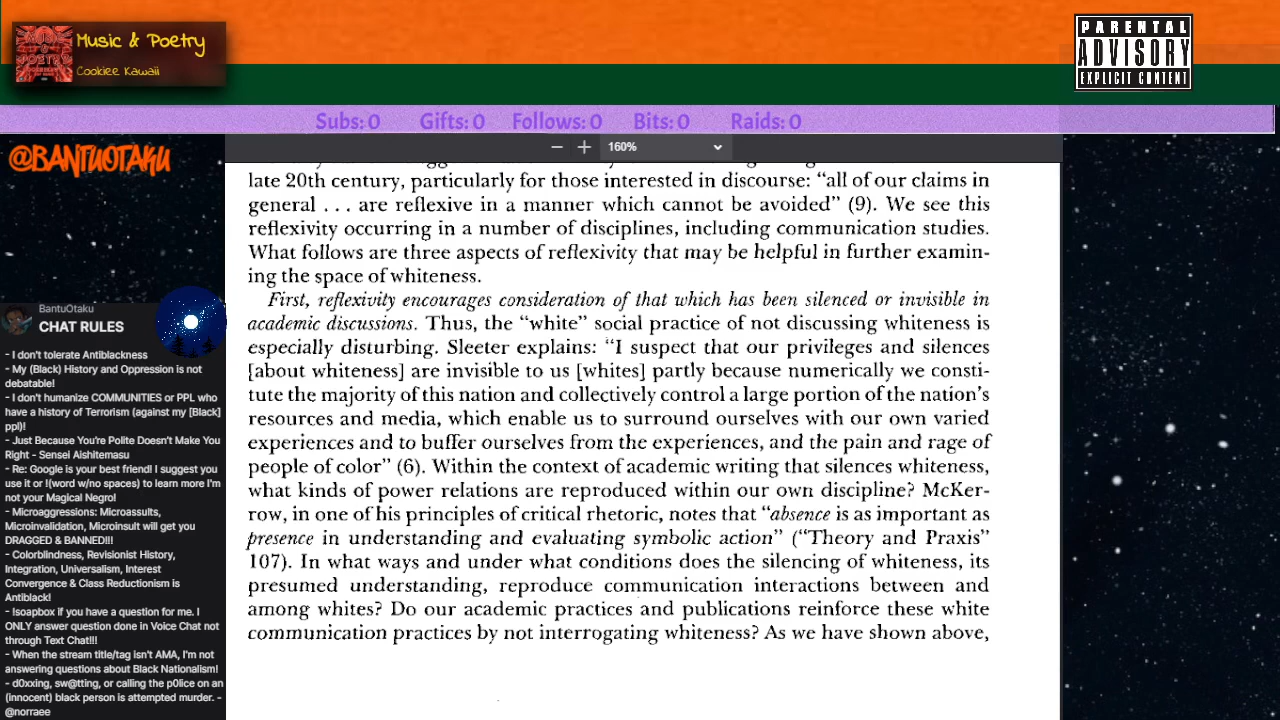 Music & Poetry
Cookiee Kawaii
PARENTAL
ADVISORY
EXPLICIT CONTENT
Subs: 0 Gifts: 0 Follows: 0 Bits: 0 Raids: 0
@BANTUOTAKU
160%
late 20th century, particularly for those interested in discourse: “all of our claims in
general . . . are reflexive in a manner which cannot be avoided” (9). We see this
reflexivity occurring in a number of disciplines, including communication studies.
What follows are three aspects of reflexivity that may be helpful in further examin-
ing the space of whiteness.
First, reflexivity encourages consideration of that which has been silenced or invisible in
academic discussions. Thus, the “white” social practice of not discussing whiteness is
especially disturbing. Sleeter explains: “I suspect that our privileges and silences
[about whiteness] are invisible to us [whites] partly because numerically we consti-
tute the majority of this nation and collectively control a large portion of the nation’s
resources and media, which enable us to surround ourselves with our own varied
experiences and to buffer ourselves from the experiences, and the pain and rage of
people of color” (6). Within the context of academic writing that silences whiteness,
what kinds of power relations are reproduced within our own discipline? McKer-
row, in one of his principles of critical rhetoric, notes that “absence is as important as
presence in understanding and evaluating symbolic action” (“Theory and Praxis”
107). In what ways and under what conditions does the silencing of whiteness, its
presumed understanding, reproduce communication interactions between and
among whites? Do our academic practices and publications reinforce these white
communication practices by not interrogating whiteness? As we have shown above,
BantuOtaku
CHAT RULES
- I don't tolerate Antiblackness
- My (Black) History and Oppression is not
debatable!
- I don't humanize COMMUNITIES or PPL who
have a history of Terrorism (against my [Black]
ppl)!
- Just Because You're Polite Doesn't Make You
Right - Sensei Aishitemasu
- Re: Google is your best friend! I suggest you
use it or !(word w/no spaces) to learn more I'm
not your Magical Negro!
- Microaggressions: Microassults,
Microinvalidation, Microinsult will get you
DRAGGED & BANNED!!!
- Colorblindness, Revisionist History,
Integration, Universalism, Interest
Convergence & Class Reductionism is
Antiblack!
- !soapbox if you have a question for me. I
ONLY answer question done in Voice Chat not
through Text Chat!!!
- When the stream title/tag isn't AMA, I'm not
answering questions about Black Nationalism!
- d0xxing, sw@tting, or calling the p0lice on an
(innocent) black person is attempted murder. -
@norraee